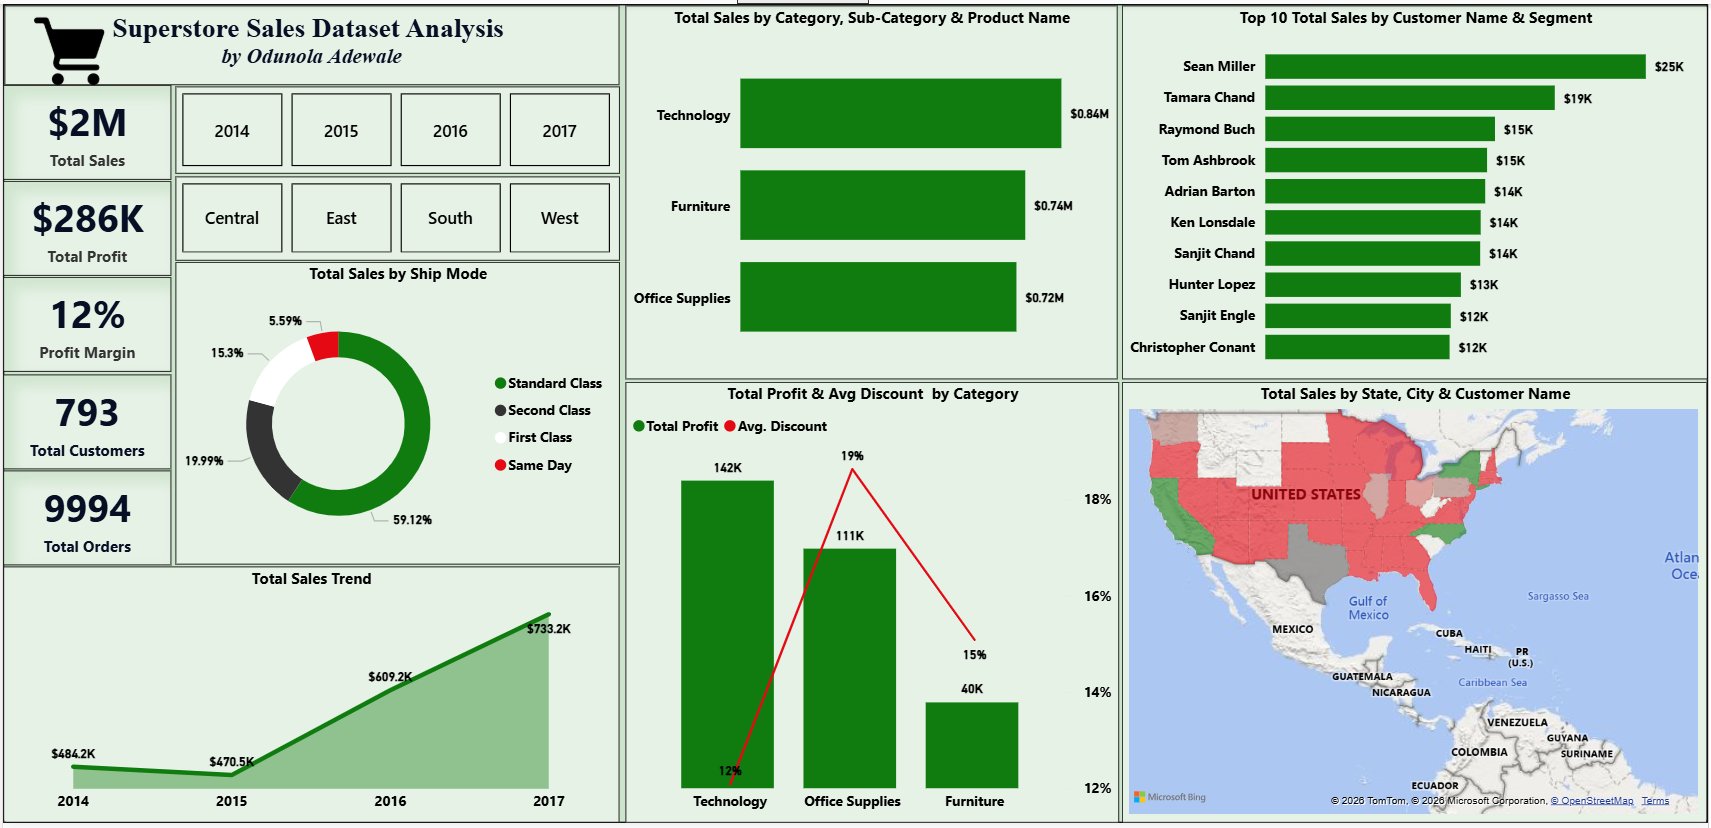 Superstore Sales Dataset Analysis
by Odunola Adewale
$2M
Total Sales
$286K
Total Profit
12%
Profit Margin
793
Total Customers
9994
Total Orders
2014
2015
2016
2017
Central
East
South
West
Total Sales by Ship Mode
5.59%
15.3%
19.99%
59.12%
Standard Class
Second Class
First Class
Same Day
Total Sales Trend
$484.2K
$470.5K
$609.2K
$733.2K
2014
2015
2016
2017
Total Sales by Category, Sub-Category & Product Name
Technology
$0.84M
Furniture
$0.74M
Office Supplies
$0.72M
Total Profit & Avg Discount by Category
Total Profit
Avg. Discount
142K
19%
111K
15%
40K
12%
18%
16%
14%
12%
Technology
Office Supplies
Furniture
Top 10 Total Sales by Customer Name & Segment
Sean Miller
$25K
Tamara Chand
$19K
Raymond Buch
$15K
Tom Ashbrook
$15K
Adrian Barton
$14K
Ken Lonsdale
$14K
Sanjit Chand
$14K
Hunter Lopez
$13K
Sanjit Engle
$12K
Christopher Conant
$12K
Total Sales by State, City & Customer Name
UNITED STATES
Atlan
Oce
Gulf of
Mexico
Sargasso Sea
MEXICO
CUBA
HAITI
PR
(U.S.)
GUATEMALA
Caribbean Sea
NICARAGUA
VENEZUELA
GUYANA
COLOMBIA
SURINAME
ECUADOR
Microsoft Bing
© 2026 TomTom, © 2026 Microsoft Corporation, © OpenStreetMap Terms